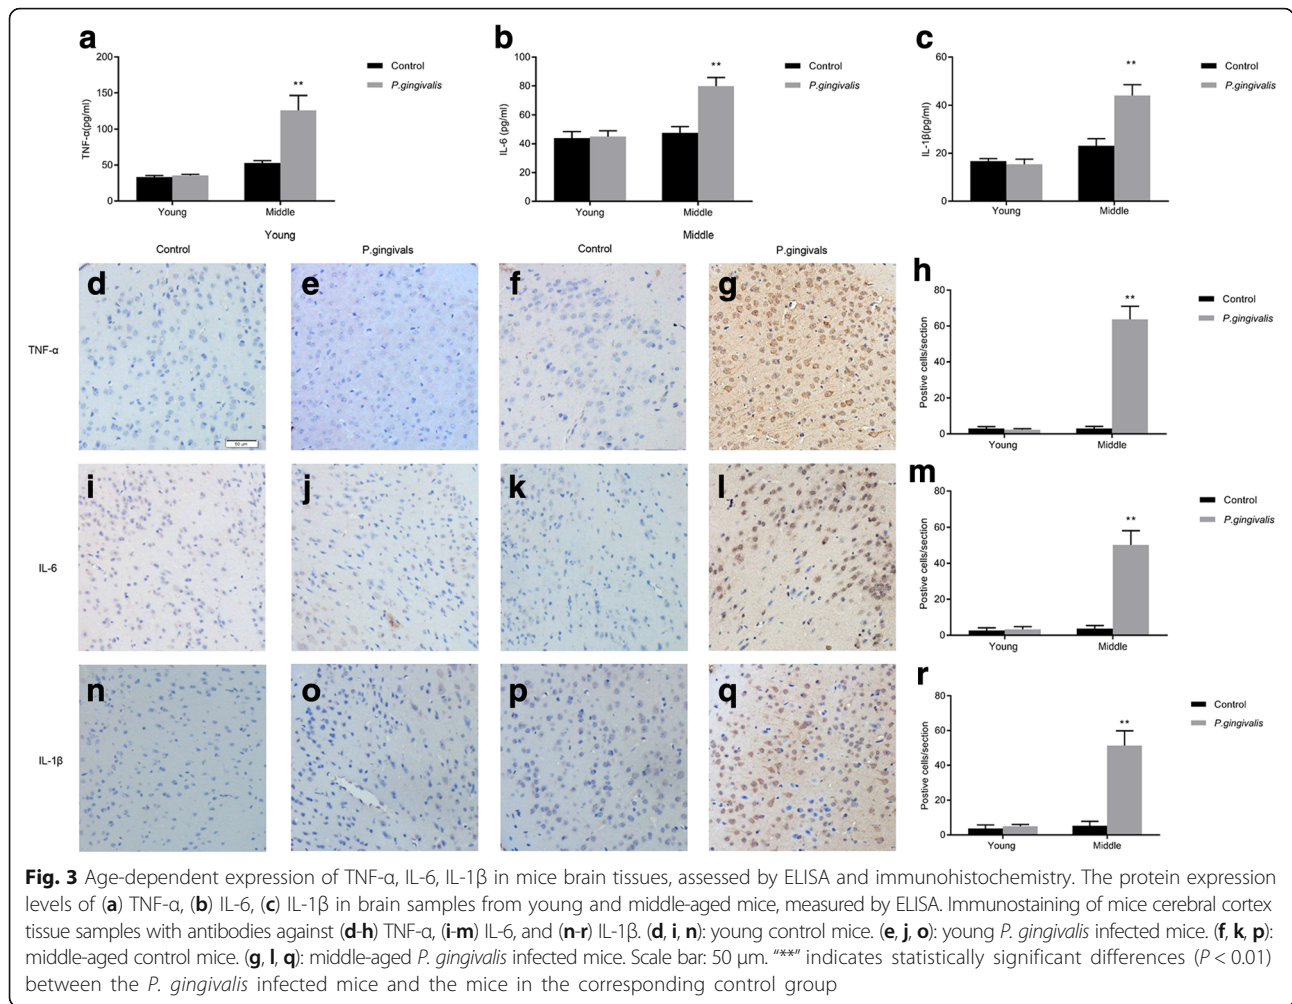 a
200
150
100
50
0
TNF-α(pg/ml)
Young
Middle
Control
P.gingivalis
**
b
100
80
60
40
20
0
IL-6 (pg/ml)
Young
Middle
Control
P.gingivalis
**
c
60
40
20
0
IL-1β(pg/ml)
Young
Middle
Control
P.gingivalis
**
Young
Middle
Control
P.gingivals
Control
P.gingivals
TNF-α
d
50 µm
e
f
g
h
80
60
40
20
0
Postive cells/section
Young
Middle
Control
P.gingivalis
**
IL-6
i
j
k
l
m
80
60
40
20
0
Postive cells/section
Young
Middle
Control
P.gingivalis
**
IL-1β
n
o
p
q
r
80
60
40
20
0
Postive cells/section
Young
Middle
Control
P.gingivalis
**
Fig. 3 Age-dependent expression of TNF-α, IL-6, IL-1β in mice brain tissues, assessed by ELISA and immunohistochemistry. The protein expression
levels of (a) TNF-α, (b) IL-6, (c) IL-1β in brain samples from young and middle-aged mice, measured by ELISA. Immunostaining of mice cerebral cortex
tissue samples with antibodies against (d-h) TNF-α, (i-m) IL-6, and (n-r) IL-1β. (d, i, n): young control mice. (e, j, o): young P. gingivalis infected mice. (f, k, p):
middle-aged control mice. (g, l, q): middle-aged P. gingivalis infected mice. Scale bar: 50 μm. "**" indicates statistically significant differences (P < 0.01)
between the P. gingivalis infected mice and the mice in the corresponding control group